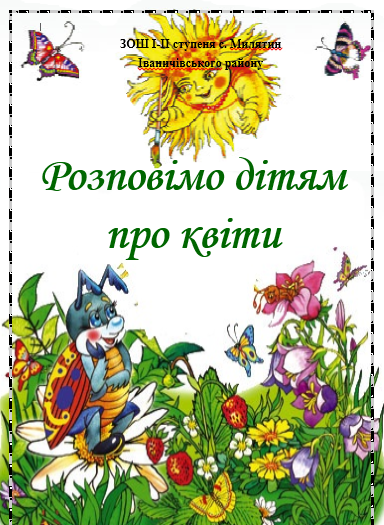 ЗОШ І-ІІ ступеня с. Милятин
Іваничівського району
Розповімо дітям
про квіти